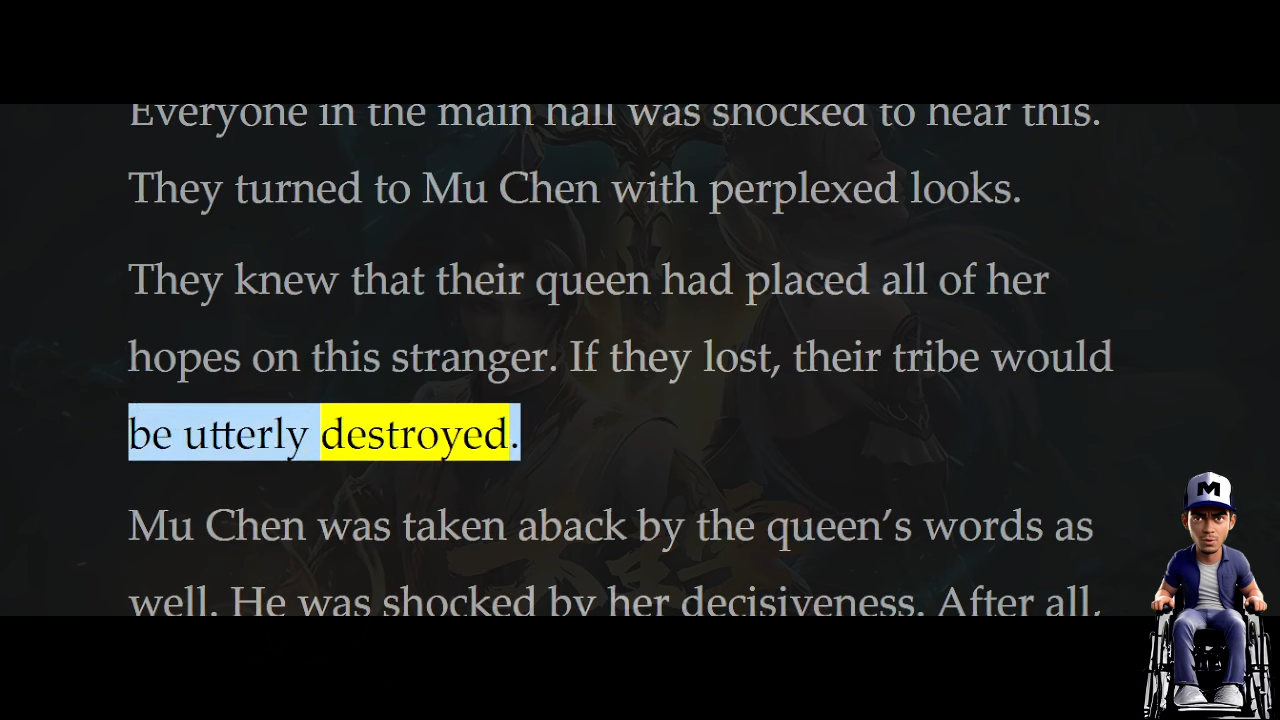 Everyone in the main hall was shocked to hear this.
They turned to Mu Chen with perplexed looks.
They knew that their queen had placed all of her
hopes on this stranger. If they lost, their tribe would
be utterly destroyed.
Mu Chen was taken aback by the queen’s words as
well. He was shocked by her decisiveness. After all,
M